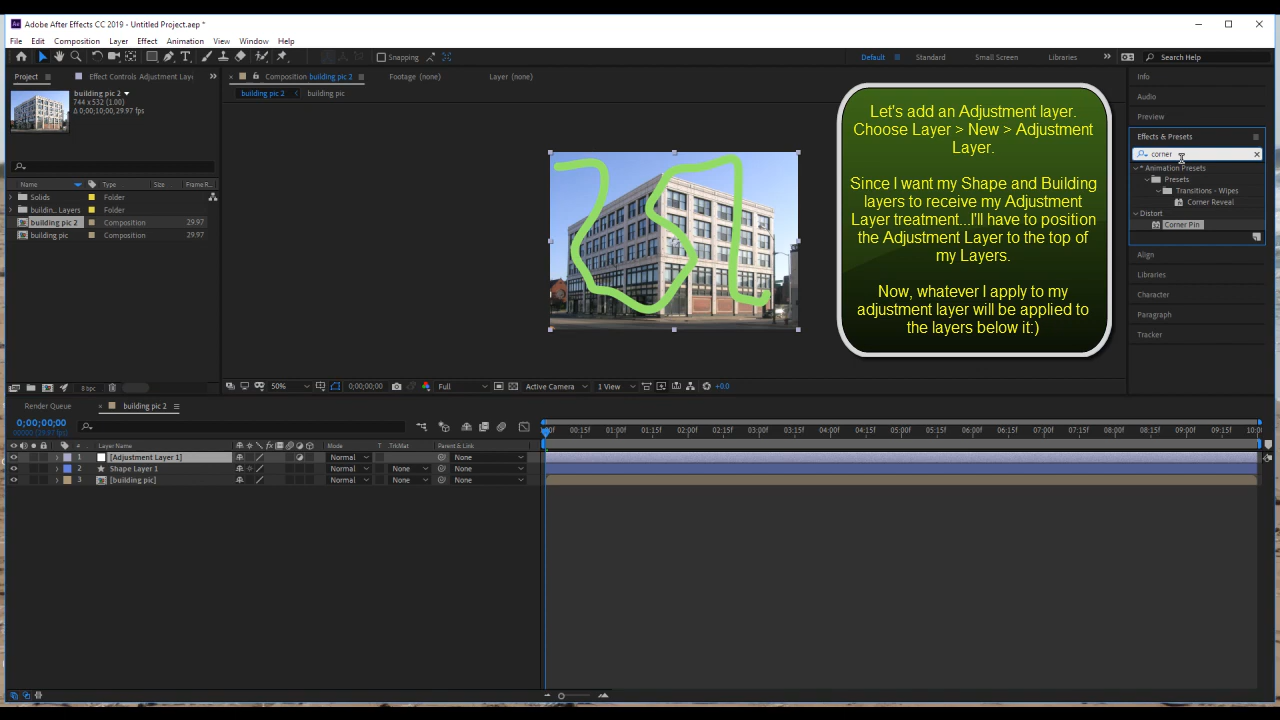 Adobe After Effects CC 2019 - Untitled Project.aep *
File Edit Composition Layer Effect Animation View Window Help
Snapping
Default Standard Small Screen Libraries Search Help
Project Effect Controls Adjustment Lay
Composition building pic 2
Footage (none)
Layer (none)
building pic 2 building pic
building pic 2
744 x 532 (1.00)
Δ 0;00;10;00, 29.97 fps
Name Type Size Frame R...
Solids Folder
buildin... Layers Folder
building pic 2 Composition 29.97
building pic Composition 29.97
8 bpc
Let's add an Adjustment layer.
Choose Layer > New > Adjustment
Layer.
Since I want my Shape and Building
layers to receive my Adjustment
Layer treatment...I'll have to position
the Adjustment Layer to the top of
my Layers.
Now, whatever I apply to my
adjustment layer will be applied to
the layers below it:)
Info
Audio
Preview
Effects & Presets
corner
* Animation Presets
Presets
Transitions - Wipes
Corner Reveal
Distort
Corner Pin
Align
Libraries
Character
Paragraph
Tracker
50% 0;00;00;00 Full Active Camera 1 View +0.0
Render Queue building pic 2
0;00;00;00
00000 (29.97 fps)
# Layer Name Mode T .TrkMat Parent & Link
1 [Adjustment Layer 1] Normal None
2 Shape Layer 1 Normal None None
3 [building pic] Normal None None
00:15f 01:00f 01:15f 02:00f 02:15f 03:00f 03:15f 04:00f 04:15f 05:00f 05:15f 06:00f 06:15f 07:00f 07:15f 08:00f 08:15f 09:00f 09:15f